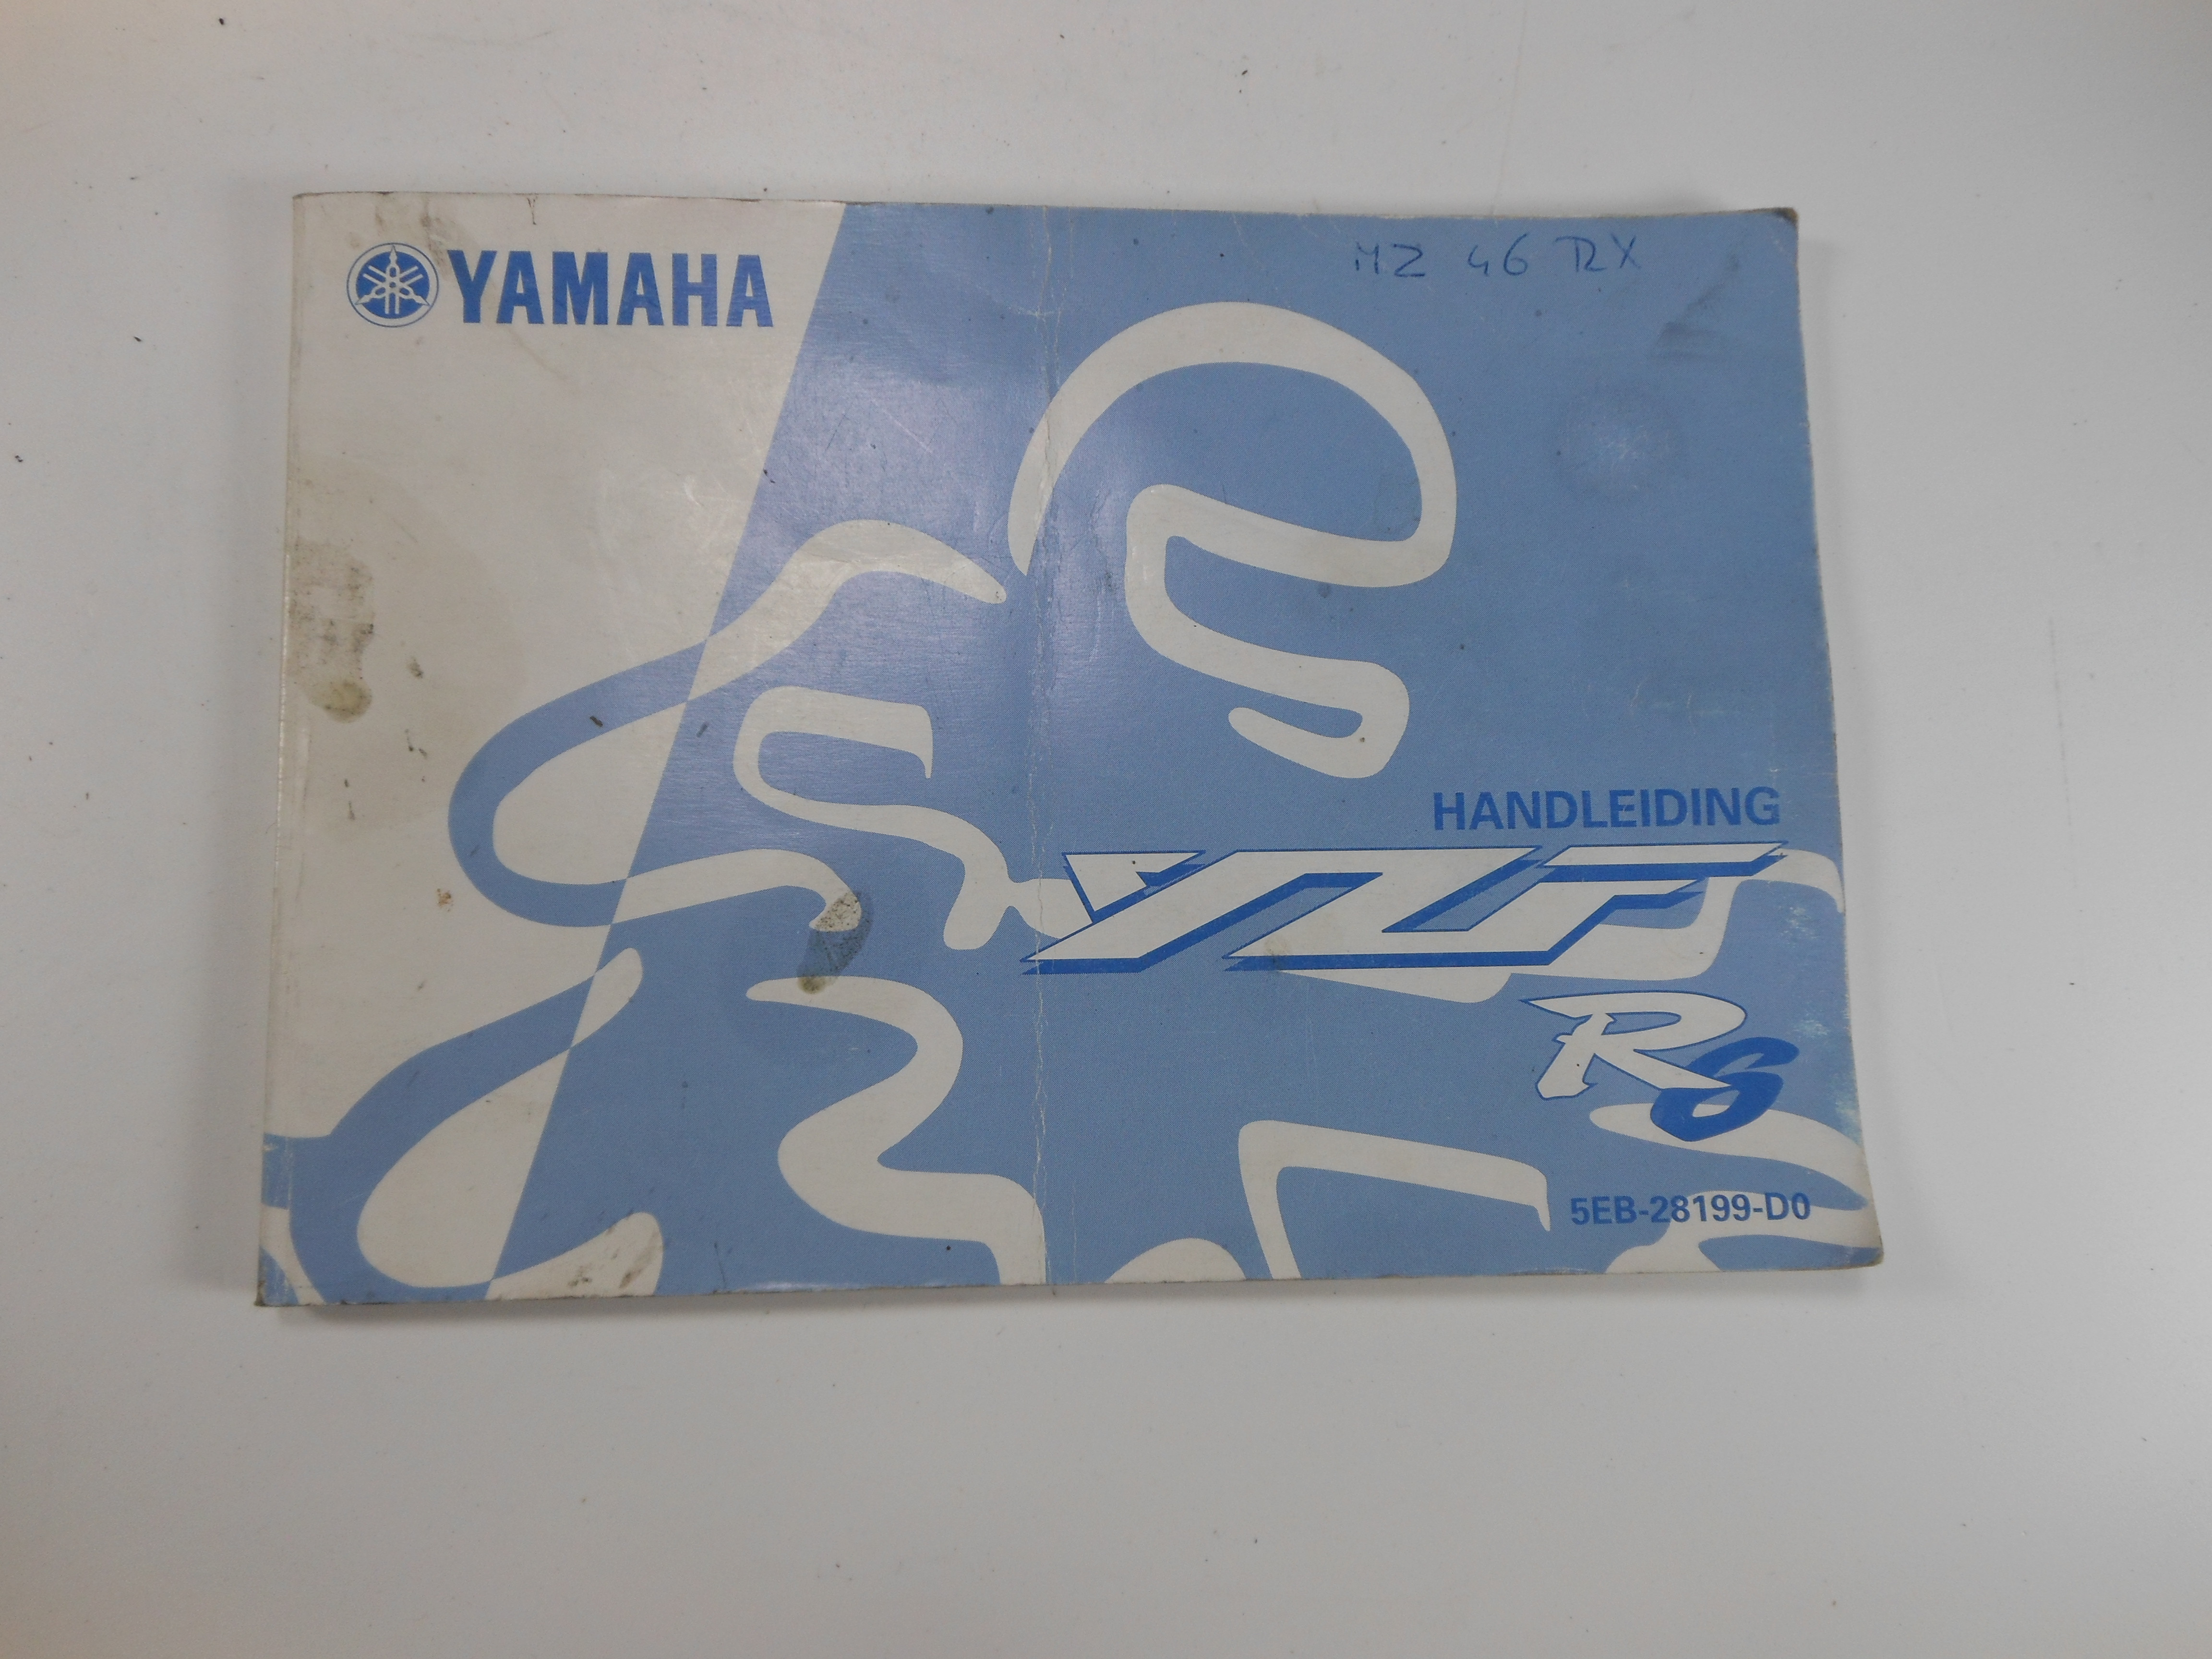 YAMAHA
MZ 46 RX
HANDLEIDING
YZF
R6
5EB-28199-D0